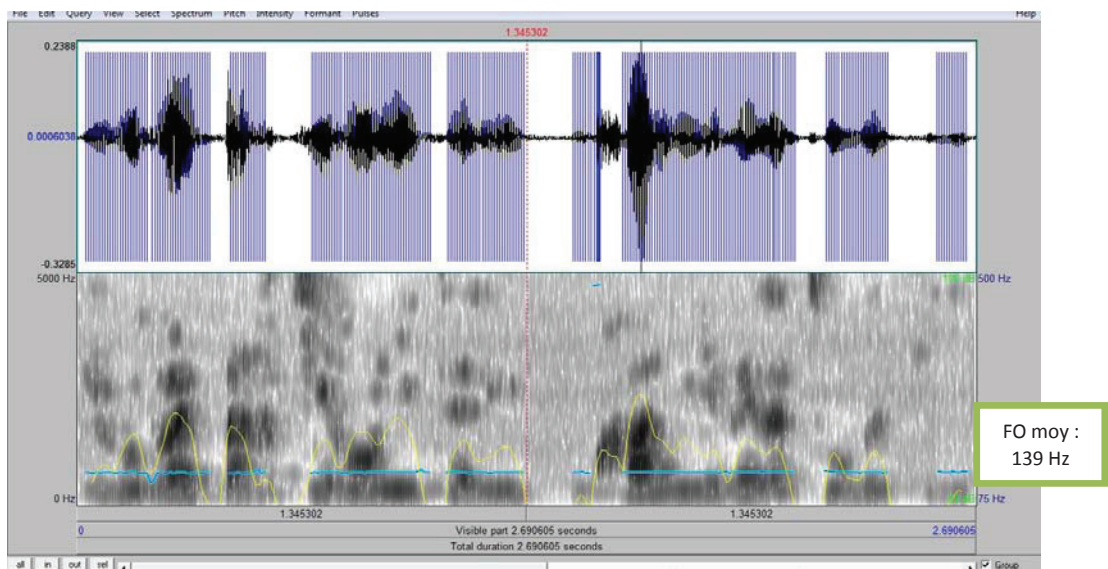 File Edit Query View Select Spectrum Pitch Intensity Formant Pulses Help
1.345302
0.2388
0.0006038
-0.3285
5000 Hz
500 Hz
FO moy :
139 Hz
0 Hz
75 Hz
1.345302 1.345302
0 Visible part 2.690605 seconds 2.690605
Total duration 2.690605 seconds
all in out sel Group